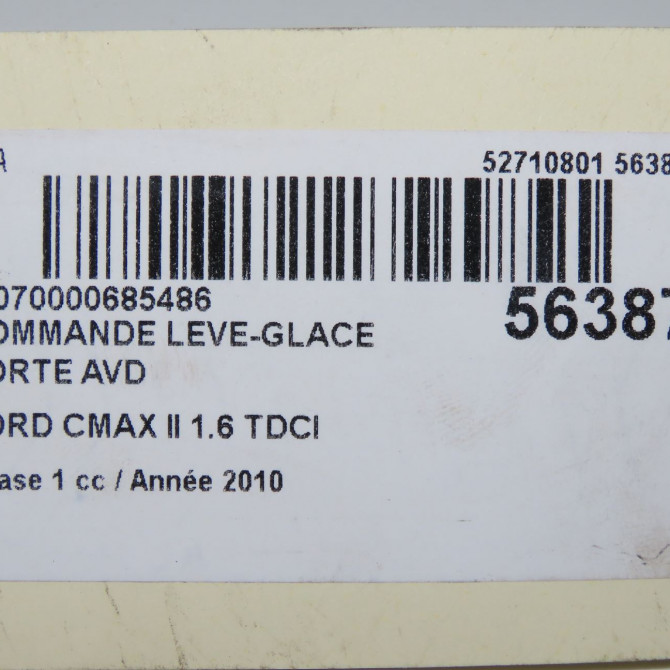 A
52710801 5638
070000685486
5638
OMMANDE LEVE-GLACE
ORTE AVD
ORD CMAX II 1.6 TDCI
ase 1 cc / Année 2010